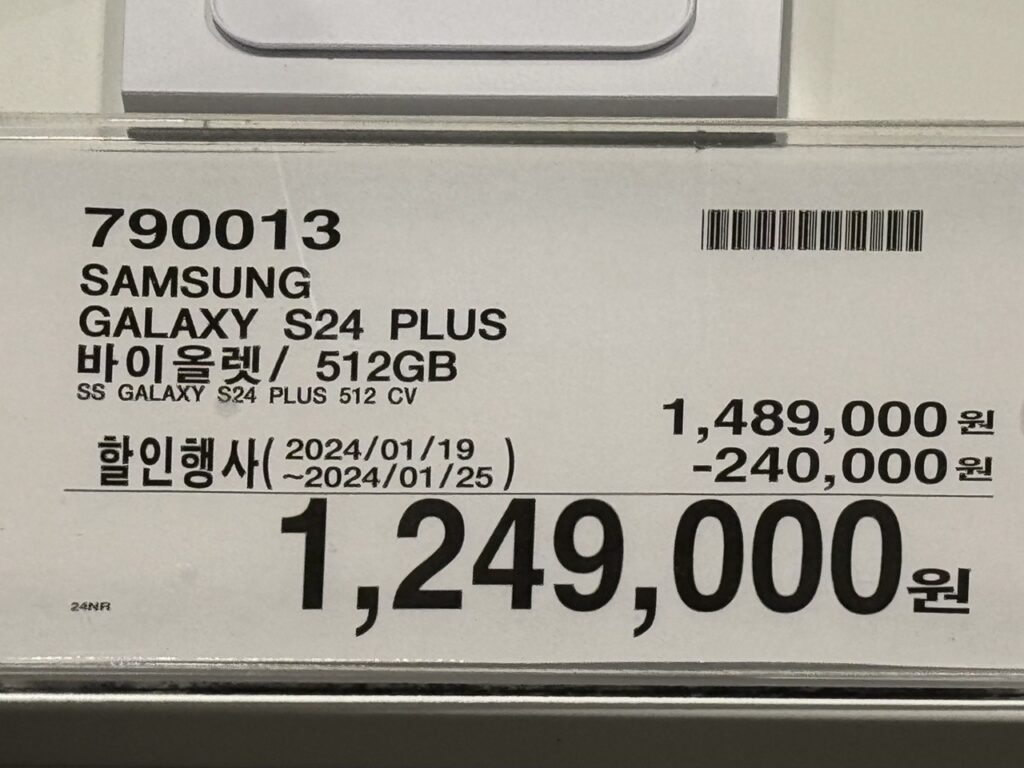 790013
SAMSUNG
GALAXY S24 PLUS
바이올렛/ 512GB
SS GALAXY S24 PLUS 512 CV
1,489,000원
할인행사( 2024/01/19
~2024/01/25 )
-240,000원
1,249,000원
24NR